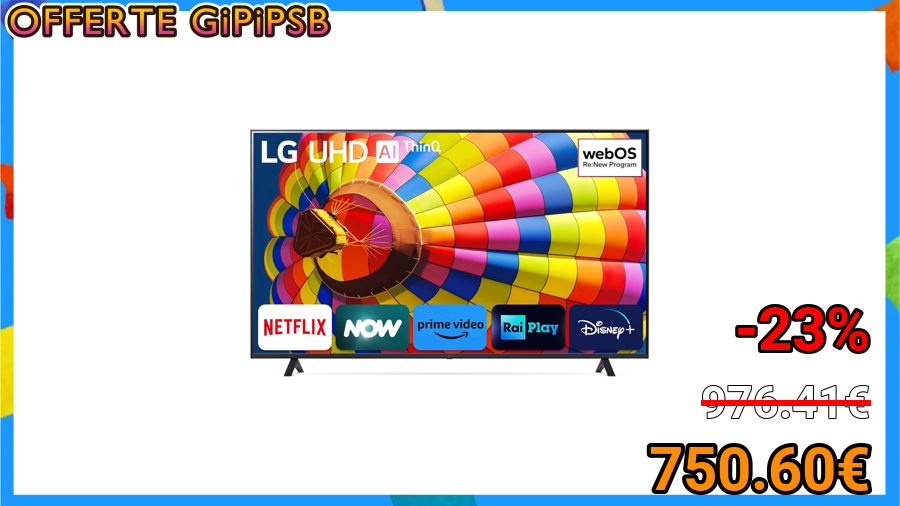 OFFERTE GiPiPSB
LG UHD AI ThinQ
webOS
Re:New Program
NETFLIX
NOW
prime video
Rai Play
Disney+
-23%
976.41€
750.60€